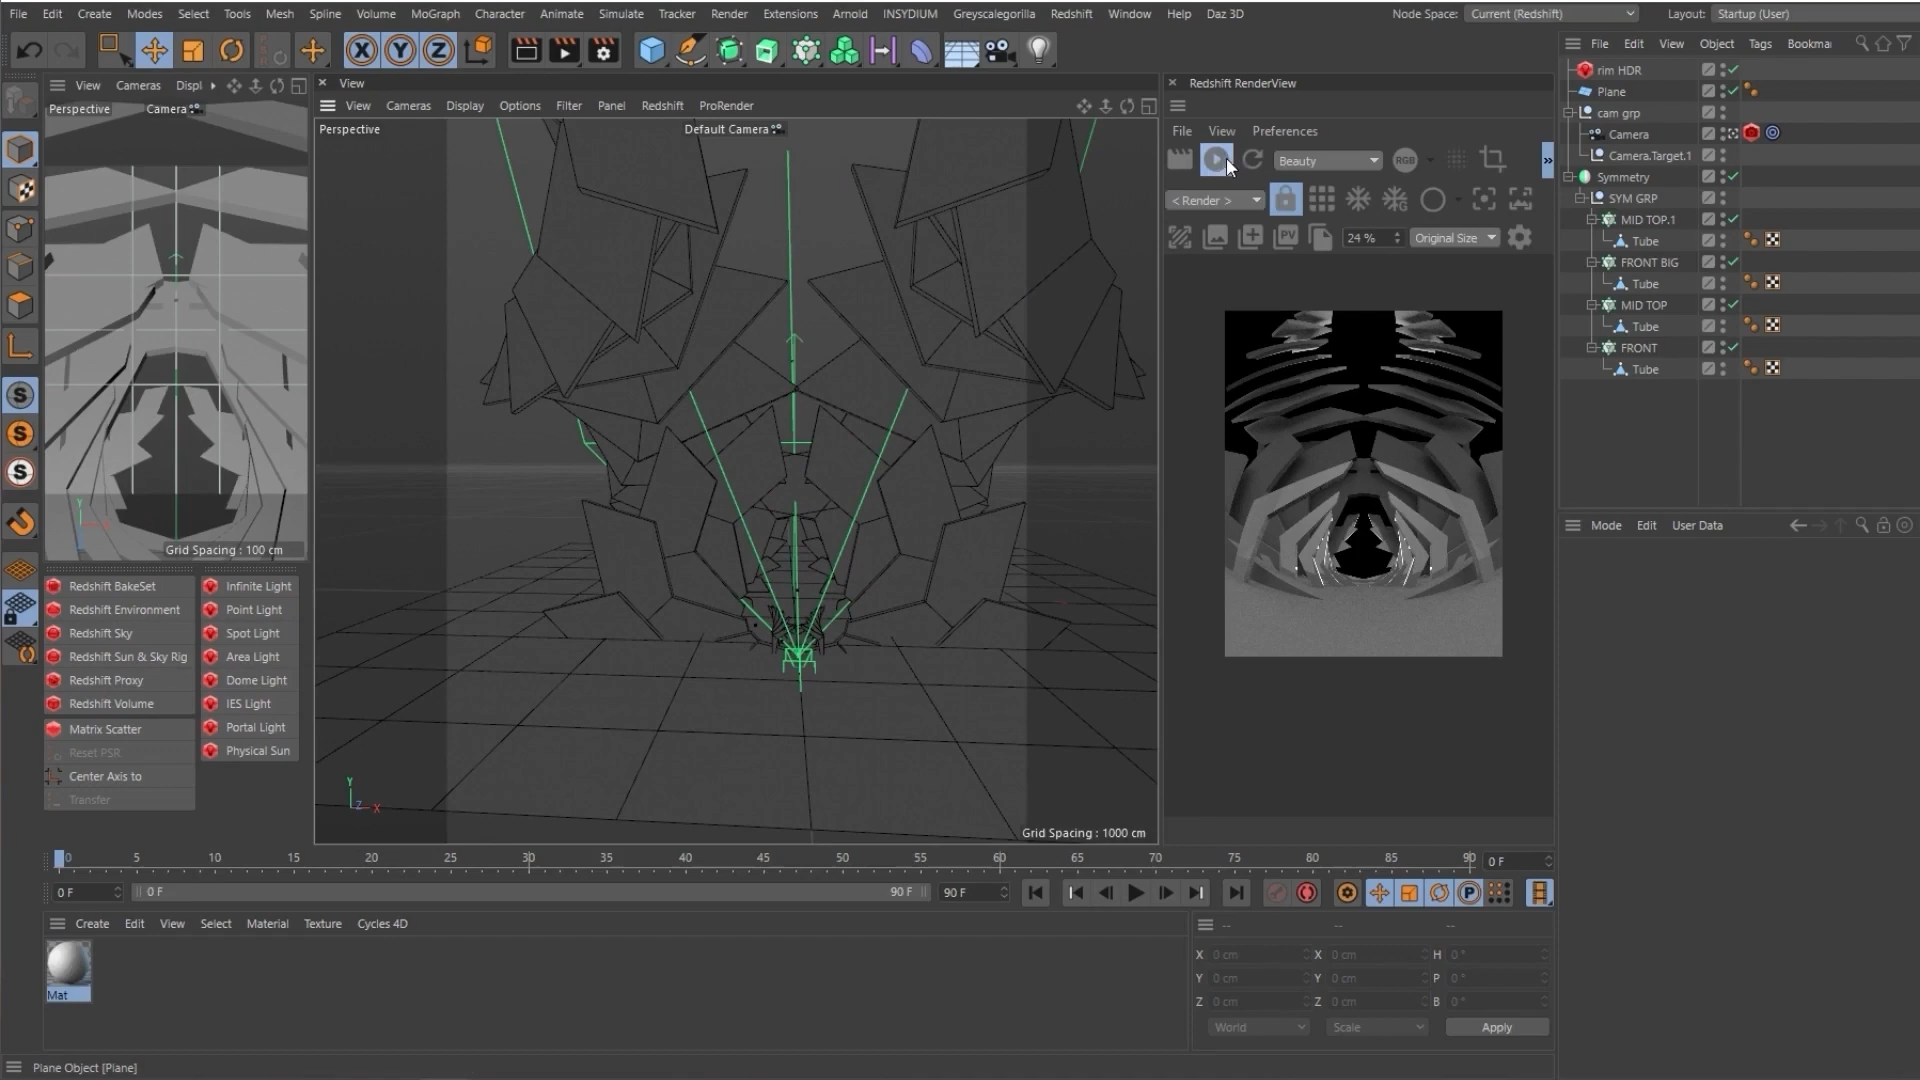 File Edit Create Modes Select Tools Mesh Spline Volume MoGraph Character Animate Simulate Tracker Render Extensions Arnold INSYDIUM Greyscalegorilla Redshift Window Help Daz 3D Node Space: Current (Redshift) Layout: Startup (User)
X Y Z
File Edit View Object Tags Bookma
View Cameras Displ
Perspective Camera
Grid Spacing : 100 cm
View
View Cameras Display Options Filter Panel Redshift ProRender
Perspective Default Camera
Y
Z X
Grid Spacing : 1000 cm
Redshift RenderView
File View Preferences
Beauty RGB
< Render >
PV 24 % Original Size
rim HDR
Plane
cam grp
Camera
Camera.Target.1
Symmetry
SYM GRP
MID TOP.1
Tube
FRONT BIG
Tube
MID TOP
Tube
FRONT
Tube
Mode Edit User Data
S
S
S
Redshift BakeSet
Redshift Environment
Redshift Sky
Redshift Sun & Sky Rig
Redshift Proxy
Redshift Volume
Matrix Scatter
Reset PSR
Center Axis to
Transfer
Infinite Light
Point Light
Spot Light
Area Light
Dome Light
IES Light
Portal Light
Physical Sun
0 5 10 15 20 25 30 35 40 45 50 55 60 65 70 75 80 85 90 0 F
0 F 0 F 90 F 90 F P
Create Edit View Select Material Texture Cycles 4D
Mat
-- -- --
X 0 cm X 0 cm H 0 °
Y 0 cm Y 0 cm P 0 °
Z 0 cm Z 0 cm B 0 °
World Scale Apply
Plane Object [Plane]